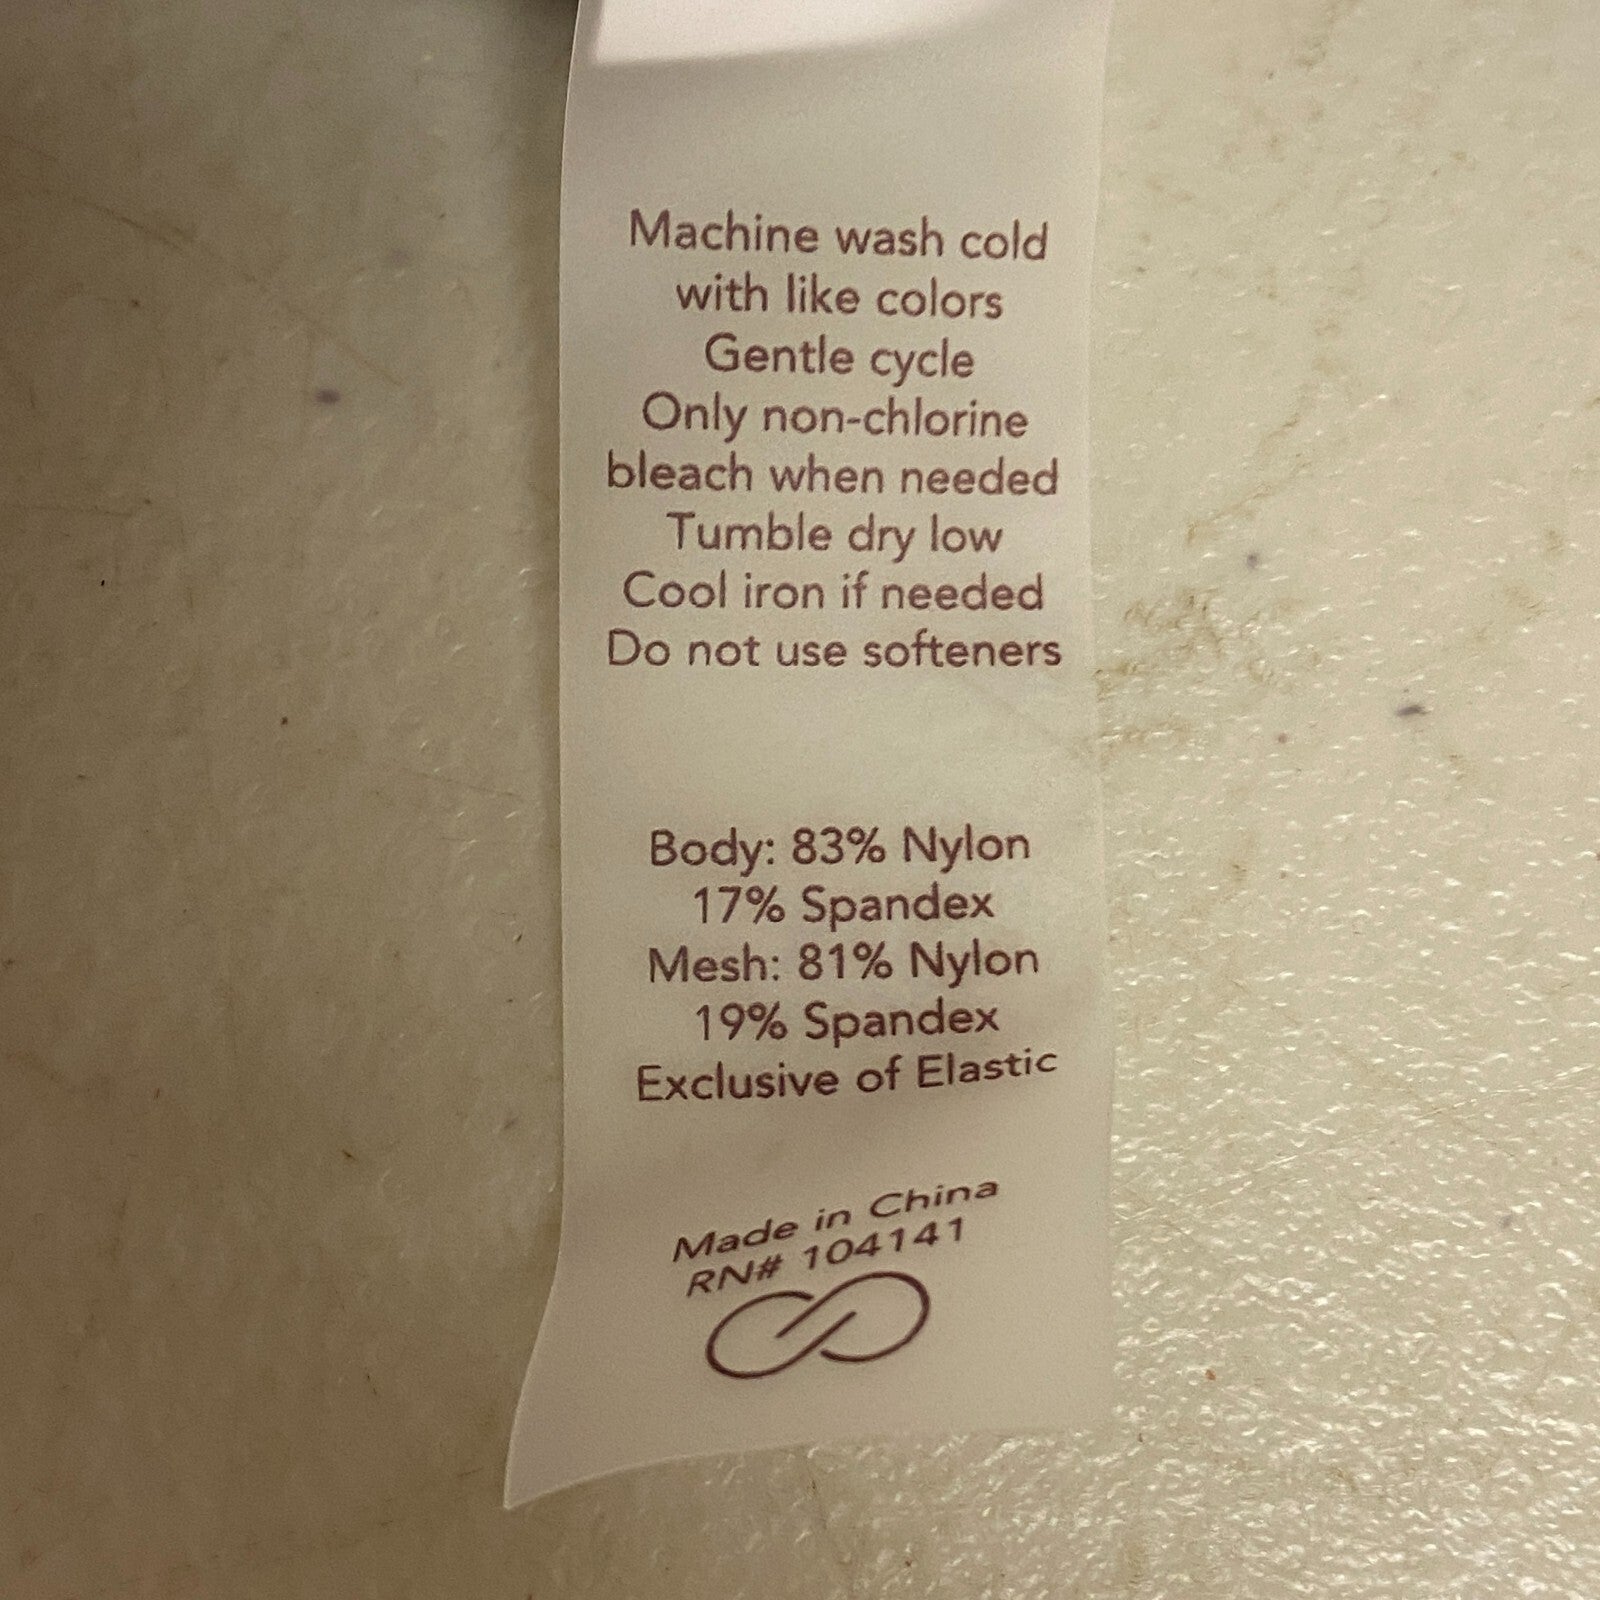 Machine wash cold
with like colors
Gentle cycle
Only non-chlorine
bleach when needed
Tumble dry low
Cool iron if needed
Do not use softeners
Body: 83% Nylon
17% Spandex
Mesh: 81% Nylon
19% Spandex
Exclusive of Elastic
Made in China
RN# 104141